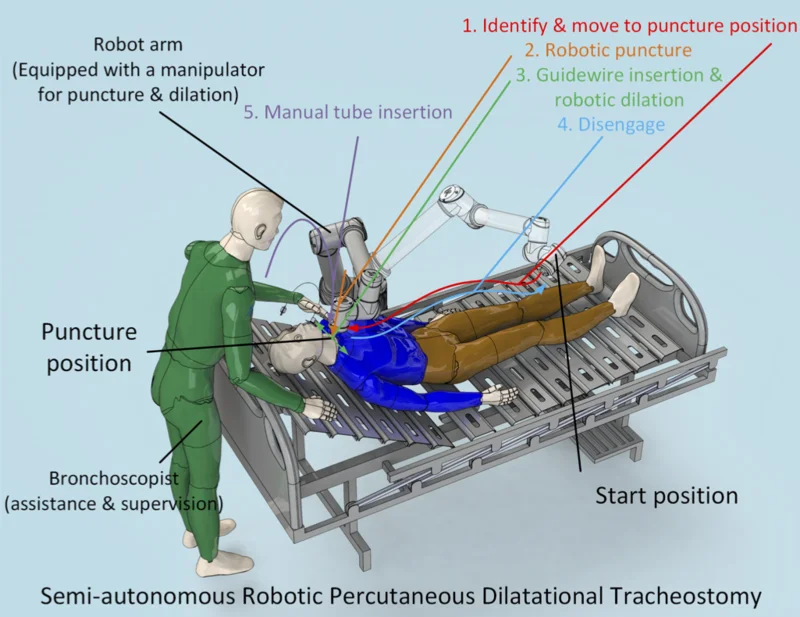 1. Identify & move to puncture position
Robot arm
(Equipped with a manipulator
for puncture & dilation)
2. Robotic puncture
3. Guidewire insertion &
robotic dilation
5. Manual tube insertion
4. Disengage
Puncture
position
Bronchoscopist
(assistance & supervision)
Start position
Semi-autonomous Robotic Percutaneous Dilatational Tracheostomy